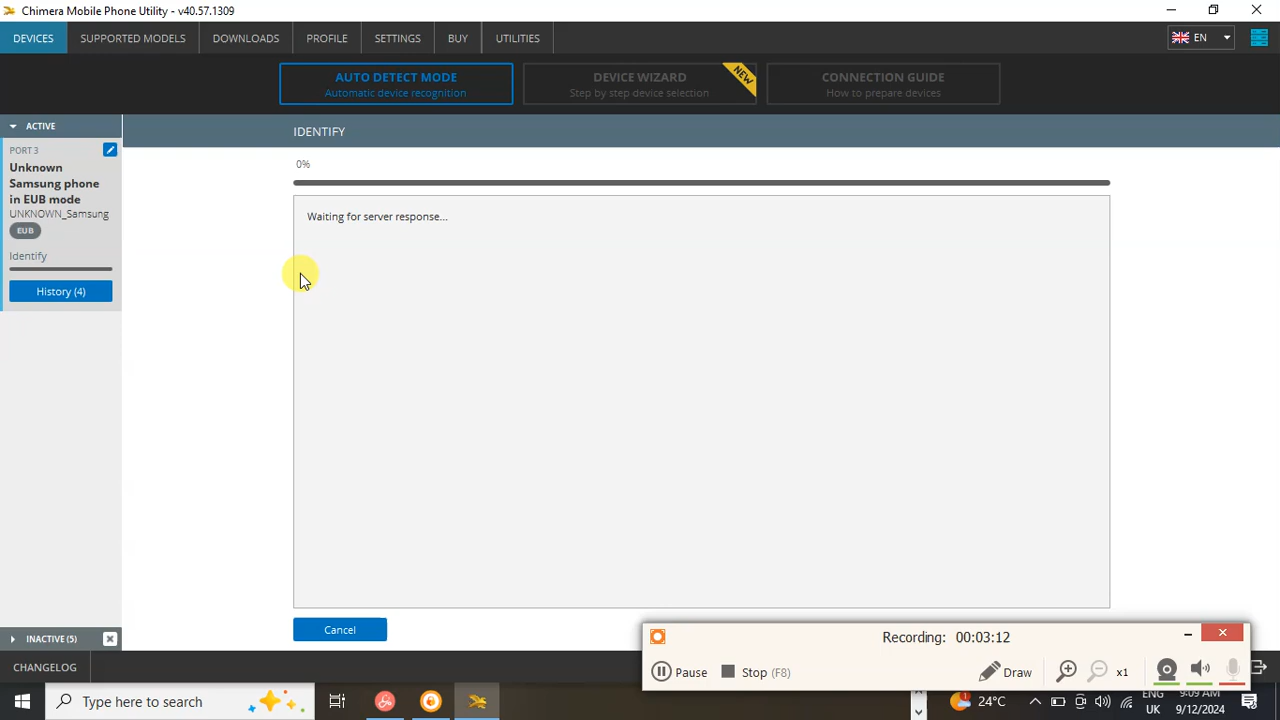 Chimera Mobile Phone Utility - v40.57.1309
DEVICES
SUPPORTED MODELS
DOWNLOADS
PROFILE
SETTINGS
BUY
UTILITIES
EN
AUTO DETECT MODE
Automatic device recognition
DEVICE WIZARD
Step by step device selection
NEW
CONNECTION GUIDE
How to prepare devices
ACTIVE
IDENTIFY
PORT 3
Unknown
Samsung phone
in EUB mode
UNKNOWN_Samsung
EUB
Identify
History (4)
0%
Waiting for server response...
Cancel
INACTIVE (5)
CHANGELOG
Recording: 00:03:12
Pause
Stop (F8)
Draw
x1
Type here to search
1
24°C
ENG
UK
9:09 AM
9/12/2024